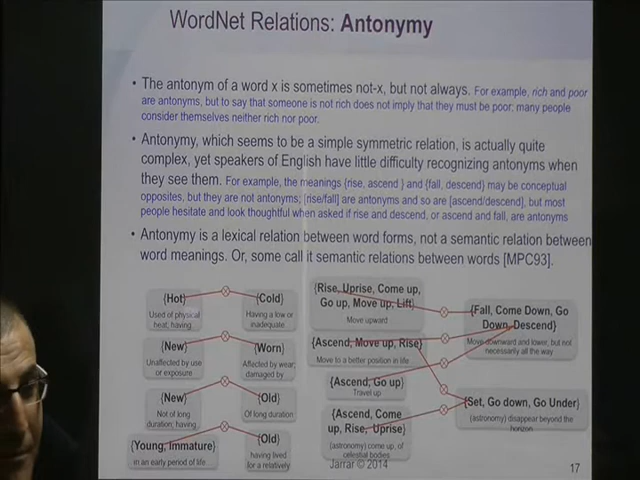 WordNet Relations: Antonymy
• The antonym of a word x is sometimes not-x, but not always. For example, rich and poor
are antonyms, but to say that someone is not rich does not imply that they must be poor; many people
consider themselves neither rich nor poor.
• Antonymy, which seems to be a simple symmetric relation, is actually quite
complex, yet speakers of English have little difficulty recognizing antonyms when
they see them. For example, the meanings {rise, ascend } and {fall, descend} may be conceptual
opposites, but they are not antonyms; [rise/fall] are antonyms and so are [ascend/descend], but most
people hesitate and look thoughtful when asked if rise and descend, or ascend and fall, are antonyms
• Antonymy is a lexical relation between word forms, not a semantic relation between
word meanings. Or, some call it semantic relations between words [MPC93].
{Hot}
Used of physical
heat; having.
{Cold}
Having a low or
inadequate
{New}
Unaffected by use
or exposure
{Worn}
Affected by wear;
damaged by
{New}
Not of long
duration; having.
{Old}
Of long duration
{Young, Immature}
in an early period of life
{Old}
having lived
for a relatively
{Rise, Uprise, Come up,
Go up, Move up, Lift}
Move upward
{Ascend, Move up, Rise}
Move to a better position in life
{Ascend, Go up}
Travel up
{Ascend, Come
up, Rise, Uprise}
(astronomy) come up, of
celestial bodies
{Fall, Come Down, Go
Down, Descend}
Move downward and lower, but not
necessarily all the way
{Set, Go down, Go Under}
(astronomy) disappear beyond the
horizon
Jarrar © 2014
17